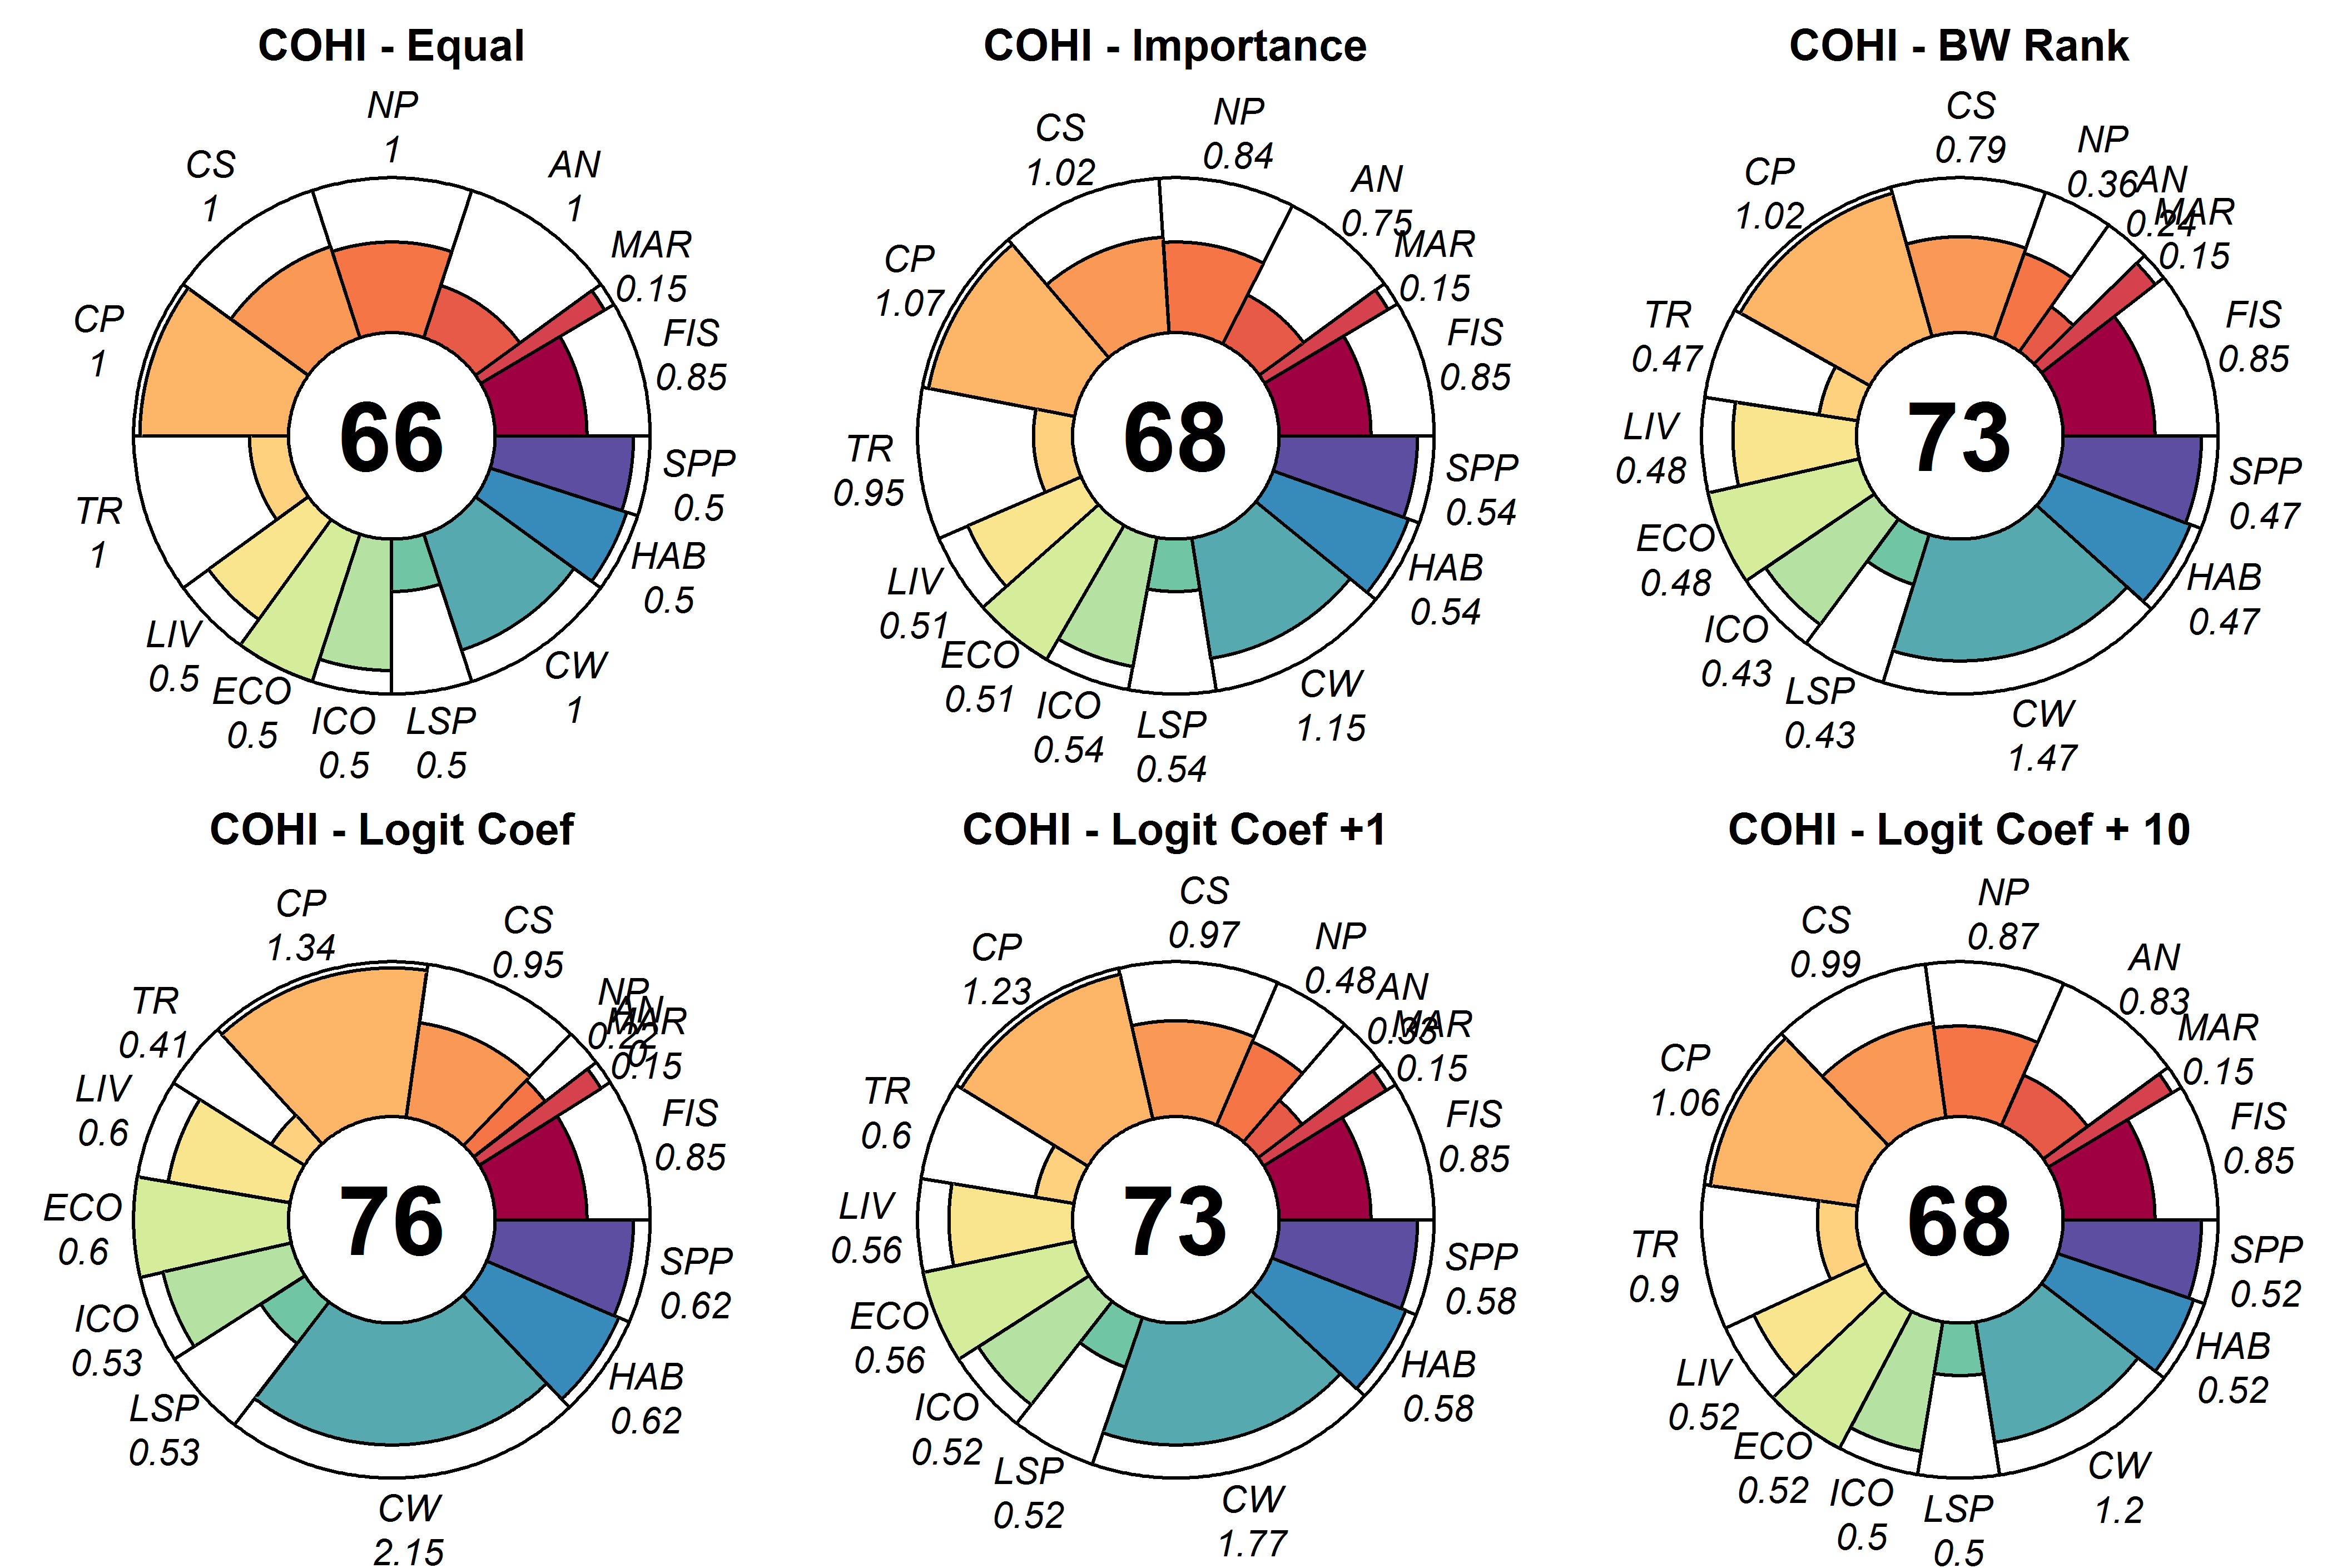 COHI - Equal
NP
1
CS
1
AN
1
MAR
0.15
CP
1
FIS
0.85
66
SPP
0.5
TR
1
HAB
0.5
LIV
0.5
CW
1
ECO
0.5
ICO
0.5
LSP
0.5
COHI - Importance
NP
0.84
CS
1.02
AN
0.75
MAR
0.15
CP
1.07
FIS
0.85
68
TR
0.95
SPP
0.54
HAB
0.54
LIV
0.51
ECO
0.51
CW
1.15
ICO
0.54
LSP
0.54
COHI - BW Rank
CS
0.79
NP
0.36
CP
1.02
AN
0.24
MAR
0.15
TR
0.47
FIS
0.85
73
LIV
0.48
SPP
0.47
ECO
0.48
HAB
0.47
ICO
0.43
LSP
0.43
CW
1.47
COHI - Logit Coef
CP
1.34
CS
0.95
NP
0.22
AN
0
MAR
0.15
TR
0.41
LIV
0.6
FIS
0.85
76
ECO
0.6
SPP
0.62
ICO
0.53
HAB
0.62
LSP
0.53
CW
2.15
COHI - Logit Coef +1
CS
0.97
CP
1.23
NP
0.48
AN
0.33
MAR
0.15
TR
0.6
FIS
0.85
73
LIV
0.56
SPP
0.58
ECO
0.56
HAB
0.58
ICO
0.52
LSP
0.52
CW
1.77
COHI - Logit Coef + 10
NP
0.87
CS
0.99
AN
0.83
MAR
0.15
CP
1.06
FIS
0.85
68
TR
0.9
SPP
0.52
HAB
0.52
LIV
0.52
ECO
0.52
CW
1.2
ICO
0.5
LSP
0.5